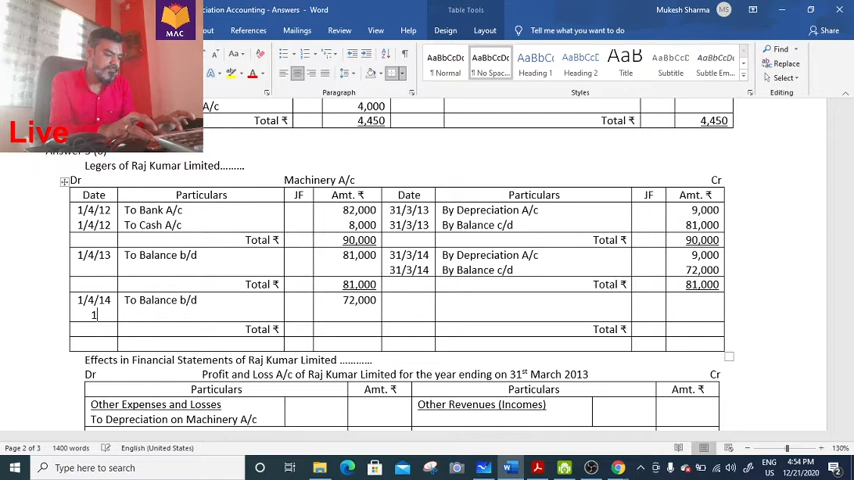 MAC
Live
ciation Accounting - Answers - Word
Table Tools
Mukesh Sharma MS
References Mailings Review View Help Design Layout Tell me what you want to do Share
Aa
AaBbCcDc AaBbCcDc AaBbCc AaBbCcD AaB AaBbCcD AaBbCcDc
¶ Normal ¶ No Spac... Heading 1 Heading 2 Title Subtitle Subtle Em...
Find
Replace
Select
Paragraph Styles Editing
A/c 4,000
Total ₹ 4,450 Total ₹ 4,450
Legers of Raj Kumar Limited………
Dr Machinery A/c Cr
Date Particulars JF Amt. ₹ Date Particulars JF Amt. ₹
1/4/12 To Bank A/c 82,000 31/3/13 By Depreciation A/c 9,000
1/4/12 To Cash A/c 8,000 31/3/13 By Balance c/d 81,000
Total ₹ 90,000 Total ₹ 90,000
1/4/13 To Balance b/d 81,000 31/3/14 By Depreciation A/c 9,000
31/3/14 By Balance c/d 72,000
Total ₹ 81,000 Total ₹ 81,000
1/4/14 To Balance b/d 72,000
1
Total ₹ Total ₹
Effects in Financial Statements of Raj Kumar Limited …………
Dr Profit and Loss A/c of Raj Kumar Limited for the year ending on 31st March 2013 Cr
Particulars Amt. ₹ Particulars Amt. ₹
Other Expenses and Losses Other Revenues (Incomes)
To Depreciation on Machinery A/c
Page 2 of 3 1400 words English (United States) 130%
Type here to search
ENG
US
4:54 PM
12/21/2020